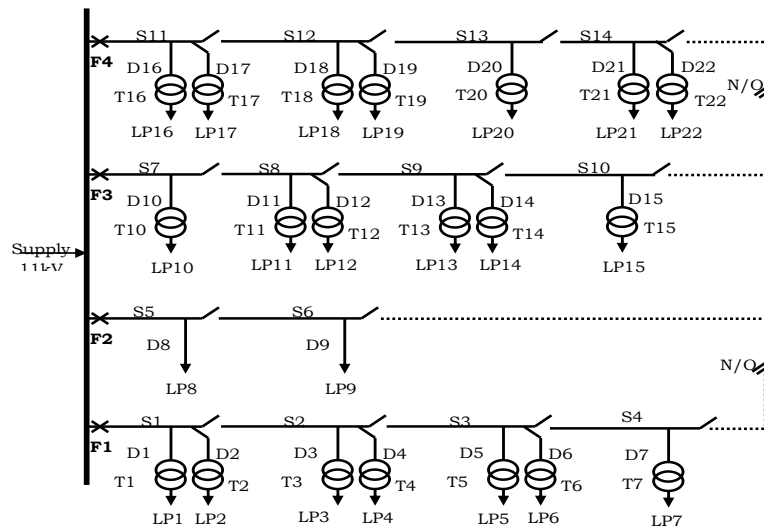 S11 S12 S13 S14
F4 D16 D17 D18 D19 D20 D21 D22
T16 T17 T18 T19 T20 T21 T22 N/O
LP16 LP17 LP18 LP19 LP20 LP21 LP22
S7 S8 S9 S10
F3 D10 D11 D12 D13 D14 D15
T10 T11 T12 T13 T14 T15
LP10 LP11 LP12 LP13 LP14 LP15
Supply
11kV
S5 S6
F2 D8 D9
N/O
LP8 LP9
S1 S2 S3 S4
F1 D1 D2 D3 D4 D5 D6 D7
T1 T2 T3 T4 T5 T6 T7
LP1 LP2 LP3 LP4 LP5 LP6 LP7